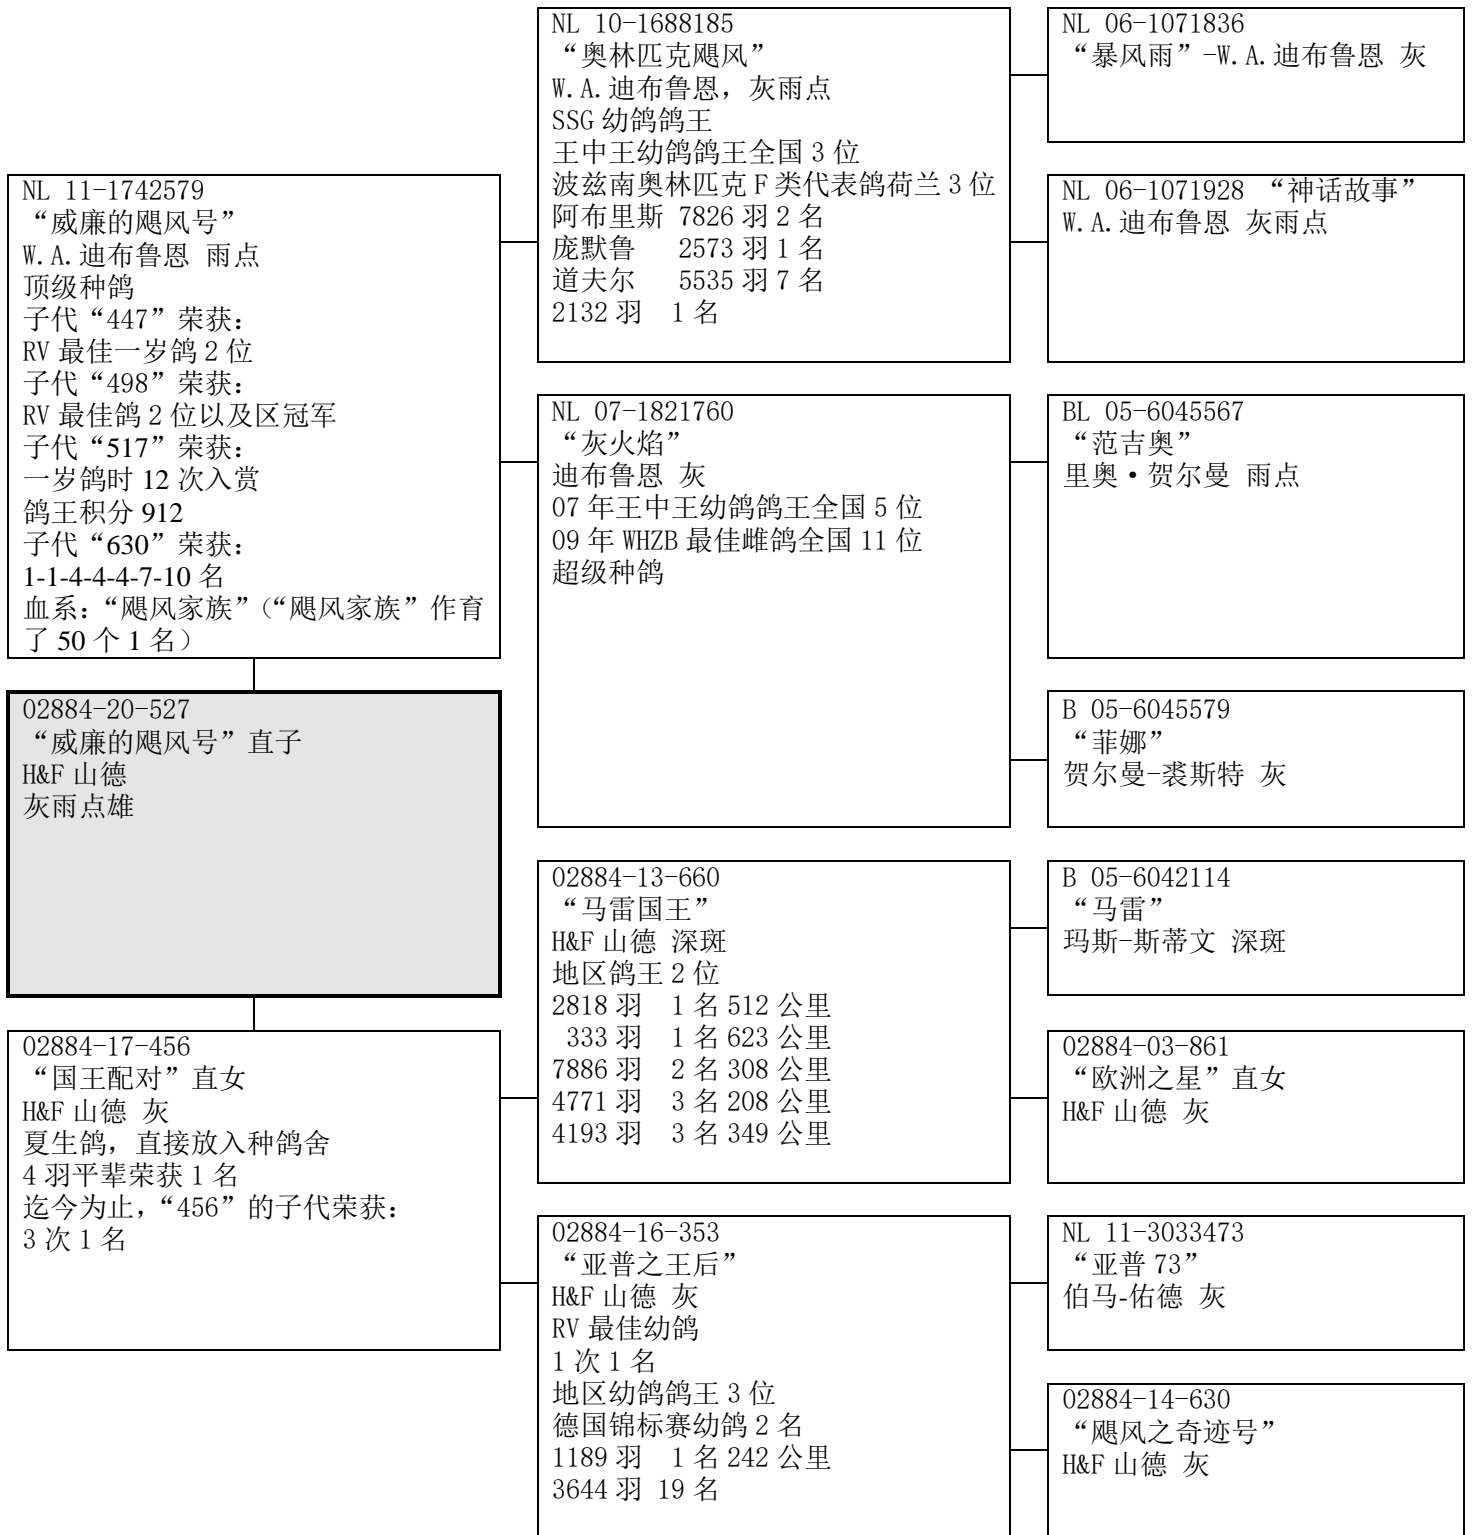 NL 11-1742579
“威廉的飓风号”
W.A.迪布鲁恩 雨点
顶级种鸽
子代“447”荣获：
RV 最佳一岁鸽 2 位
子代“498”荣获：
RV 最佳鸽 2 位以及区冠军
子代“517”荣获：
一岁鸽时 12 次入赏
鸽王积分 912
子代“630”荣获：
1-1-4-4-4-7-10 名
血系：“飓风家族”（“飓风家族”作育
了 50 个 1 名）
02884-20-527
“威廉的飓风号”直子
H&F 山德
灰雨点雄
02884-17-456
“国王配对”直女
H&F 山德 灰
夏生鸽，直接放入种鸽舍
4 羽平辈荣获 1 名
迄今为止，“456”的子代荣获：
3 次 1 名
NL 10-1688185
“奥林匹克飓风”
W.A.迪布鲁恩，灰雨点
SSG 幼鸽鸽王
王中王幼鸽鸽王全国 3 位
波兹南奥林匹克 F 类代表鸽荷兰 3 位
阿布里斯 7826 羽 2 名
庞默鲁 2573 羽 1 名
道夫尔 5535 羽 7 名
2132 羽 1 名
NL 07-1821760
“灰火焰”
迪布鲁恩 灰
07 年王中王幼鸽鸽王全国 5 位
09 年 WHZB 最佳雌鸽全国 11 位
超级种鸽
02884-13-660
“马雷国王”
H&F 山德 深斑
地区鸽王 2 位
2818 羽 1 名 512 公里
333 羽 1 名 623 公里
7886 羽 2 名 308 公里
4771 羽 3 名 208 公里
4193 羽 3 名 349 公里
02884-16-353
“亚普之王后”
H&F 山德 灰
RV 最佳幼鸽
1 次 1 名
地区幼鸽鸽王 3 位
德国锦标赛幼鸽 2 名
1189 羽 1 名 242 公里
3644 羽 19 名
NL 06-1071836
“暴风雨”-W.A.迪布鲁恩 灰
NL 06-1071928 “神话故事”
W.A.迪布鲁恩 灰雨点
BL 05-6045567
“范吉奥”
里奥•贺尔曼 雨点
B 05-6045579
“菲娜”
贺尔曼-裘斯特 灰
B 05-6042114
“马雷”
玛斯-斯蒂文 深斑
02884-03-861
“欧洲之星”直女
H&F 山德 灰
NL 11-3033473
“亚普 73”
伯马-佑德 灰
02884-14-630
“飓风之奇迹号”
H&F 山德 灰